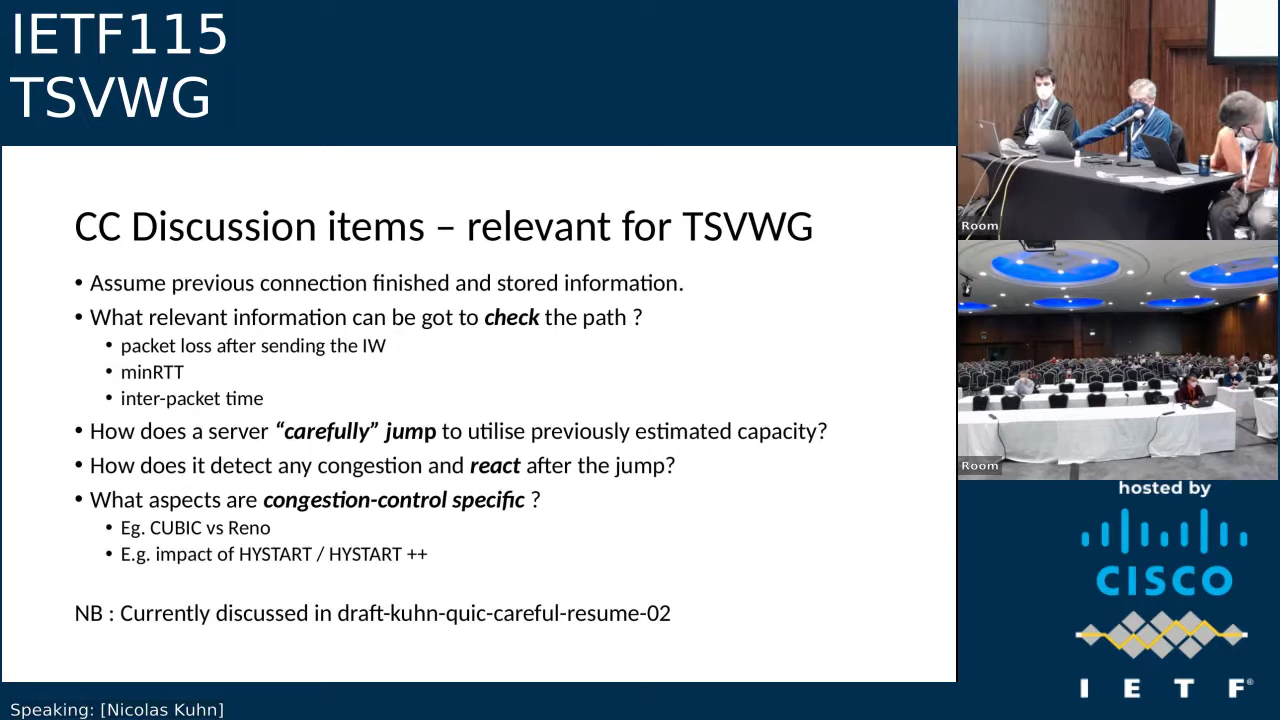 IETF115
TSVWG
CC Discussion items – relevant for TSVWG
• Assume previous connection finished and stored information.
• What relevant information can be got to check the path ?
• packet loss after sending the IW
• minRTT
• inter-packet time
• How does a server “carefully” jump to utilise previously estimated capacity?
• How does it detect any congestion and react after the jump?
• What aspects are congestion-control specific ?
• Eg. CUBIC vs Reno
• E.g. impact of HYSTART / HYSTART ++
NB : Currently discussed in draft-kuhn-quic-careful-resume-02
Speaking: [Nicolas Kuhn]
Room
Room
hosted by
CISCO
I E T F®